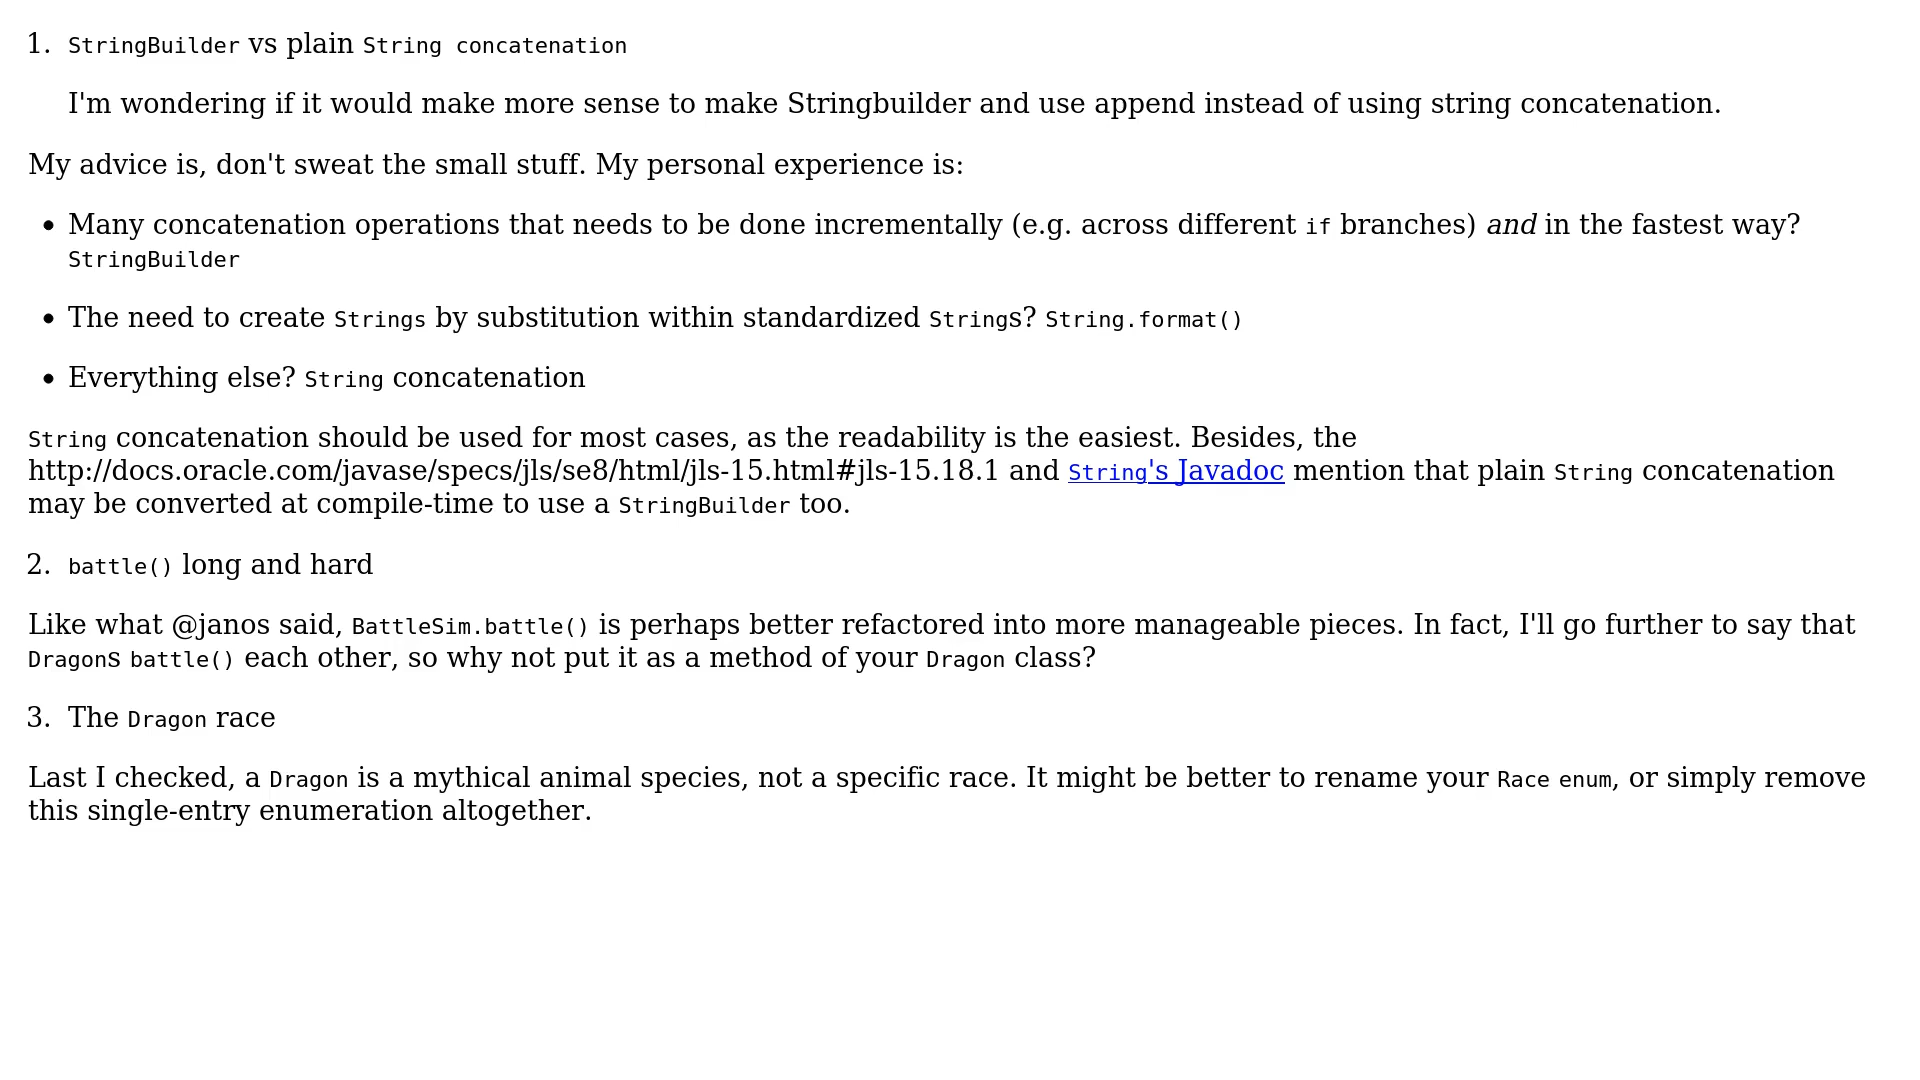 1. StringBuilder vs plain String concatenation
I'm wondering if it would make more sense to make Stringbuilder and use append instead of using string concatenation.
My advice is, don't sweat the small stuff. My personal experience is:
• Many concatenation operations that needs to be done incrementally (e.g. across different if branches) and in the fastest way?
StringBuilder
• The need to create Strings by substitution within standardized Strings? String.format()
• Everything else? String concatenation
String concatenation should be used for most cases, as the readability is the easiest. Besides, the
http://docs.oracle.com/javase/specs/jls/se8/html/jls-15.html#jls-15.18.1 and String's Javadoc mention that plain String concatenation
may be converted at compile-time to use a StringBuilder too.
2. battle() long and hard
Like what @janos said, BattleSim.battle() is perhaps better refactored into more manageable pieces. In fact, I'll go further to say that
Dragons battle() each other, so why not put it as a method of your Dragon class?
3. The Dragon race
Last I checked, a Dragon is a mythical animal species, not a specific race. It might be better to rename your Race enum, or simply remove
this single-entry enumeration altogether.